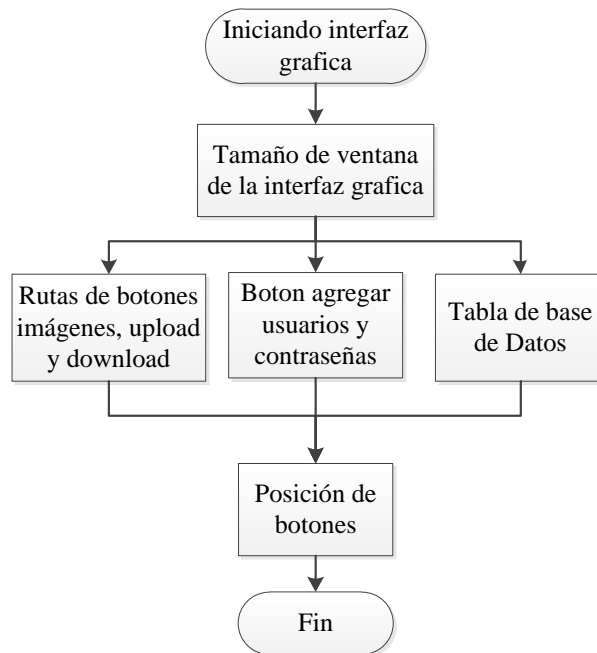 Iniciando interfaz
grafica
Tamaño de ventana
de la interfaz grafica
Rutas de botones
imágenes, upload
y download
Boton agregar
usuarios y
contraseñas
Tabla de base
de Datos
Posición de
botones
Fin